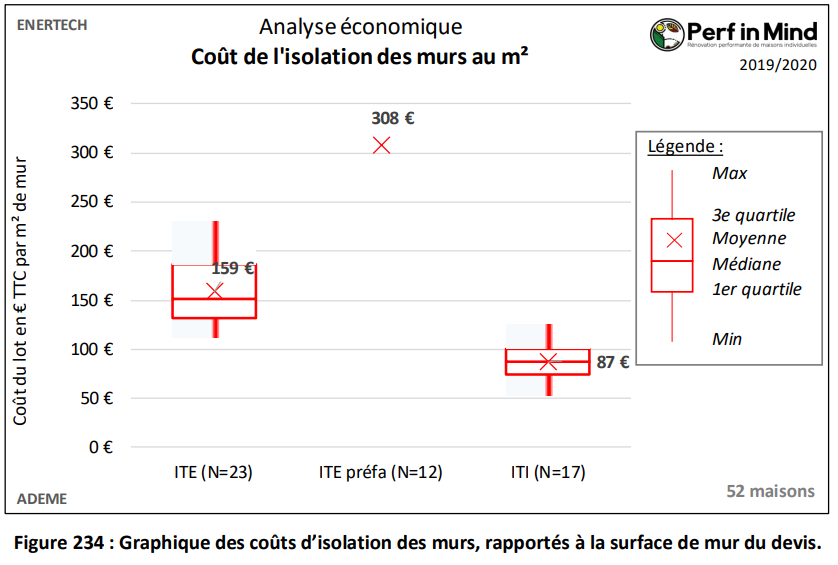 ENERTECH
Analyse économique
Coût de l'isolation des murs au m²
Perf in Mind
Rénovation performante de maisons individuelles
2019/2020
Coût du lot en € TTC par m² de mur
350 €
300 €
250 €
200 €
150 €
100 €
50 €
0 €
308 €
159 €
87 €
ITE (N=23)
ITE préfa (N=12)
ITI (N=17)
Légende :
Max
3e quartile
Moyenne
Médiane
1er quartile
Min
ADEME
52 maisons
Figure 234 : Graphique des coûts d’isolation des murs, rapportés à la surface de mur du devis.